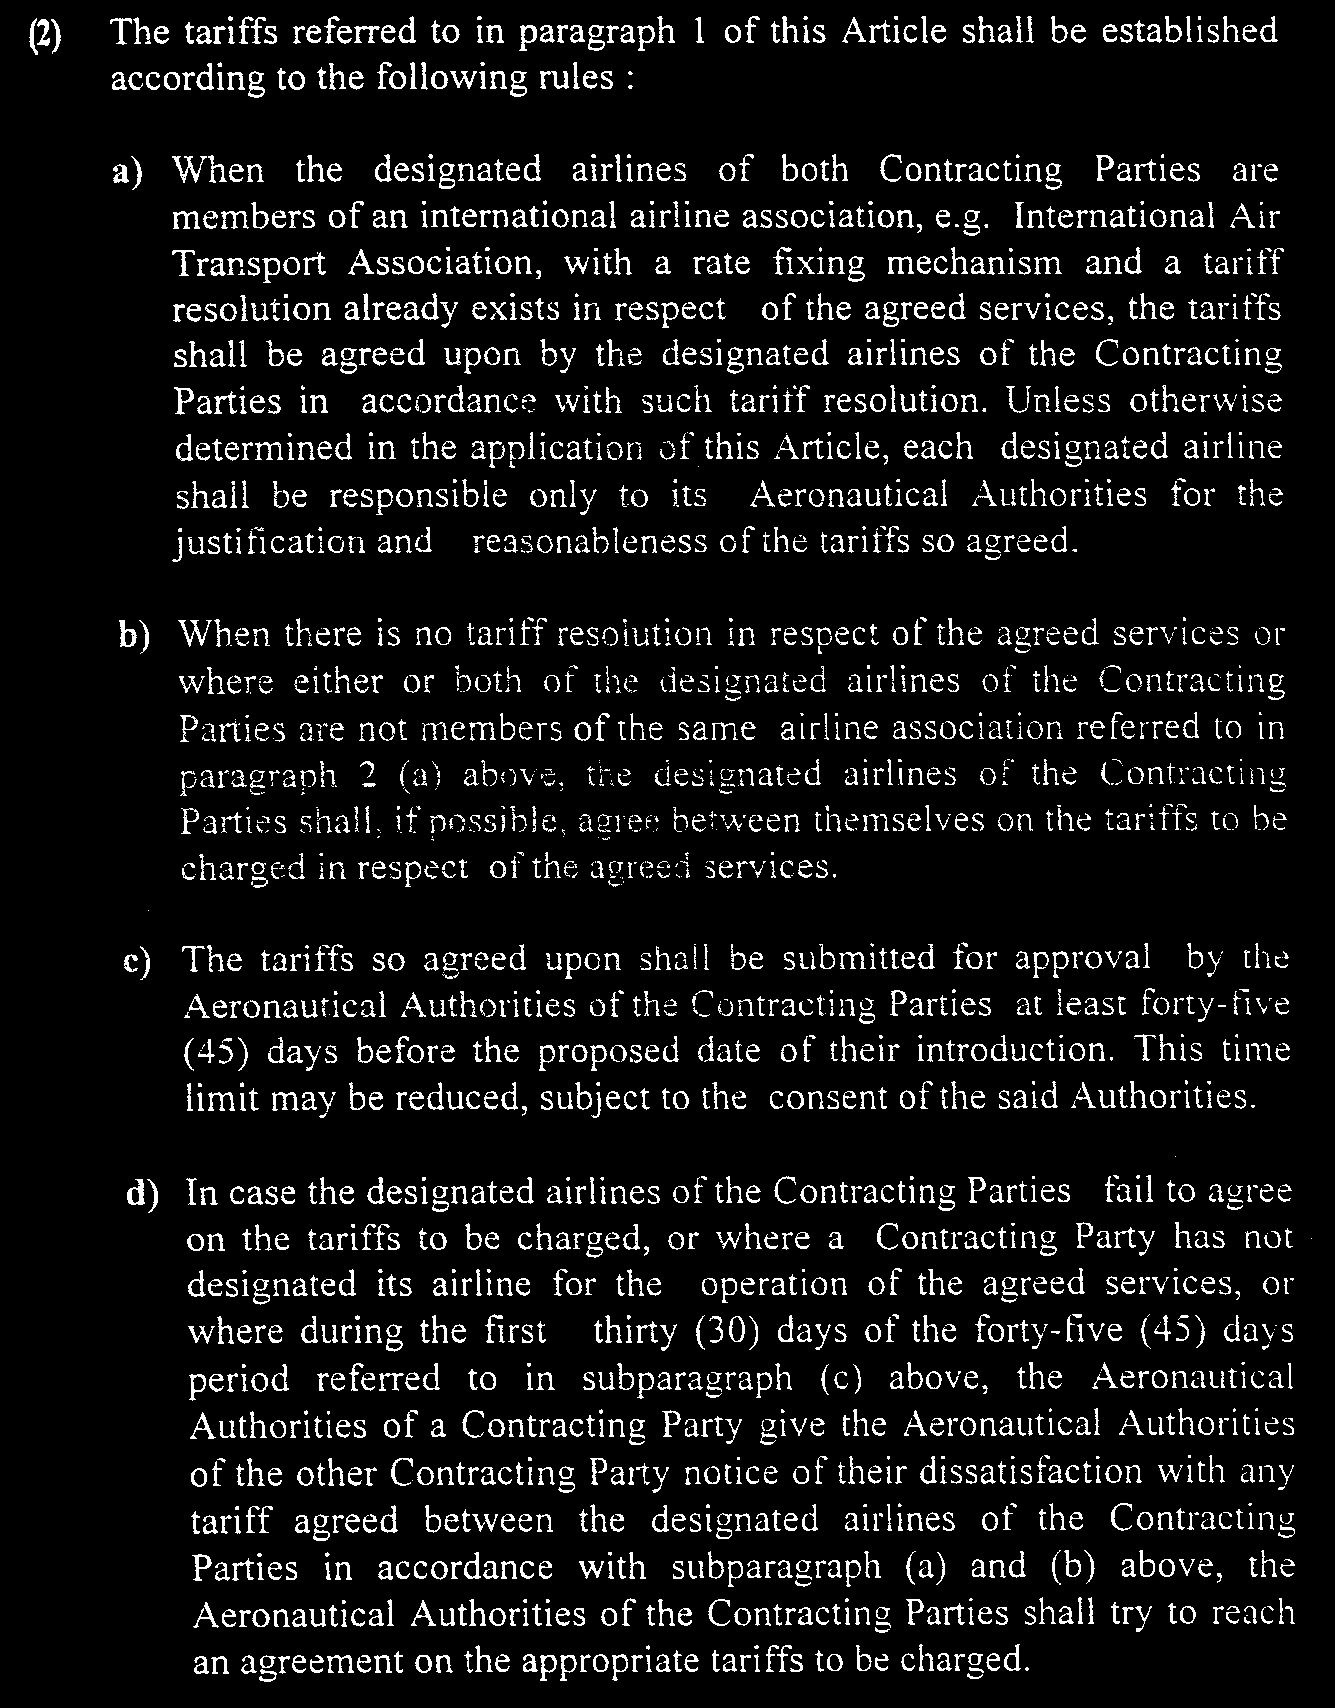 (2) The tariffs referred to in paragraph 1 of this Article shall be established
according to the following rules :
a) When the designated airlines of both Contracting Parties are
members of an international airline association, e.g. International Air
Transport Association, with a rate fixing mechanism and a tariff
resolution already exists in respect of the agreed services, the tariffs
shall be agreed upon by the designated airlines of the Contracting
Parties in accordance with such tariff resolution. Unless otherwise
determined in the application of this Article, each designated airline
shall be responsible only to its Aeronautical Authorities for the
justification and reasonableness of the tariffs so agreed.
b) When there is no tariff resolution in respect of the agreed services or
where either or both of the designated airlines of the Contracting
Parties are not members of the same airline association referred to in
paragraph 2 (a) above, the designated airlines of the Contracting
Parties shall, if possible, agree between themselves on the tariffs to be
charged in respect of the agreed services.
c) The tariffs so agreed upon shall be submitted for approval by the
Aeronautical Authorities of the Contracting Parties at least forty-five
(45) days before the proposed date of their introduction. This time
limit may be reduced, subject to the consent of the said Authorities.
d) In case the designated airlines of the Contracting Parties fail to agree
on the tariffs to be charged, or where a Contracting Party has not
designated its airline for the operation of the agreed services, or
where during the first thirty (30) days of the forty-five (45) days
period referred to in subparagraph (c) above, the Aeronautical
Authorities of a Contracting Party give the Aeronautical Authorities
of the other Contracting Party notice of their dissatisfaction with any
tariff agreed between the designated airlines of the Contracting
Parties in accordance with subparagraph (a) and (b) above, the
Aeronautical Authorities of the Contracting Parties shall try to reach
an agreement on the appropriate tariffs to be charged.